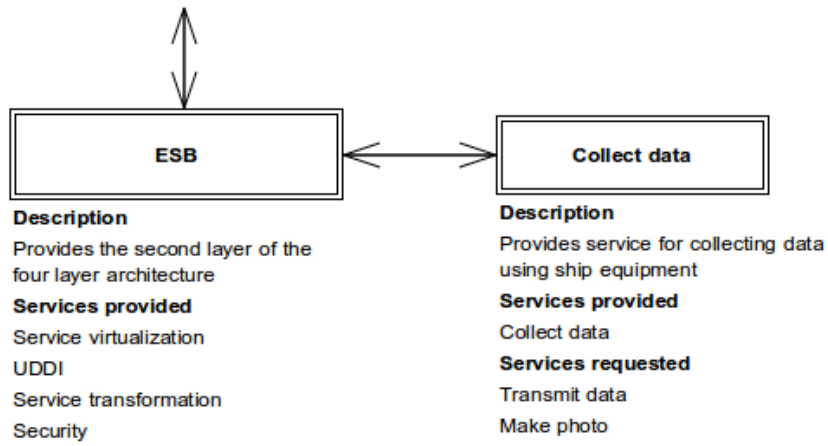 ESB
Description
Provides the second layer of the
four layer architecture
Services provided
Service virtualization
UDDI
Service transformation
Security
Collect data
Description
Provides service for collecting data
using ship equipment
Services provided
Collect data
Services requested
Transmit data
Make photo